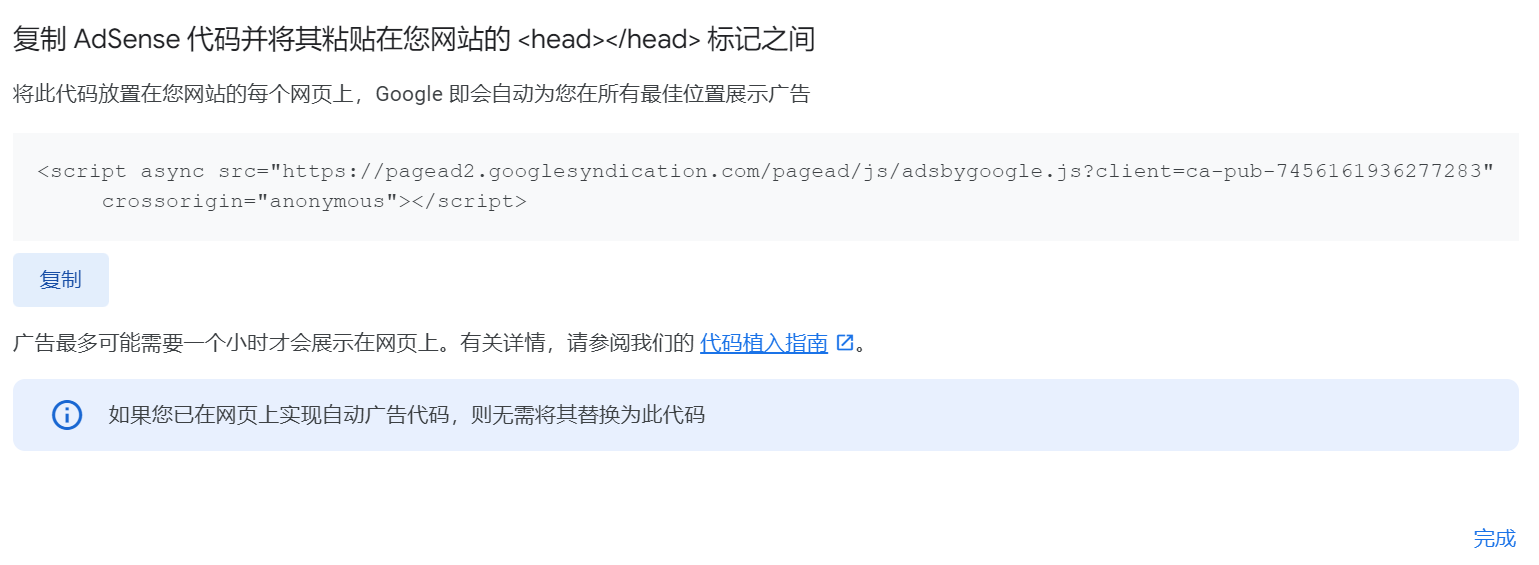 复制 AdSense 代码并将其粘贴在您网站的 <head></head> 标记之间
将此代码放置在您网站的每个网页上，Google 即会自动为您在所有最佳位置展示广告
<script async src="https://pagead2.googlesyndication.com/pagead/js/adsbygoogle.js?client=ca-pub-7456161936277283"
crossorigin="anonymous"></script>
复制
广告最多可能需要一个小时才会展示在网页上。有关详情，请参阅我们的 代码植入指南。
如果您已在网页上实现自动广告代码，则无需将其替换为此代码
完成